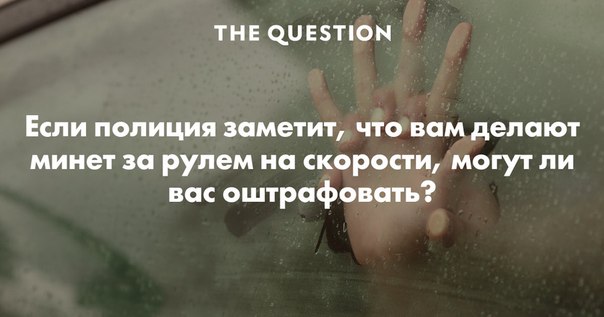 THE QUESTION
Если полиция заметит, что вам делают
минет за рулем на скорости, могут ли
вас оштрафовать?